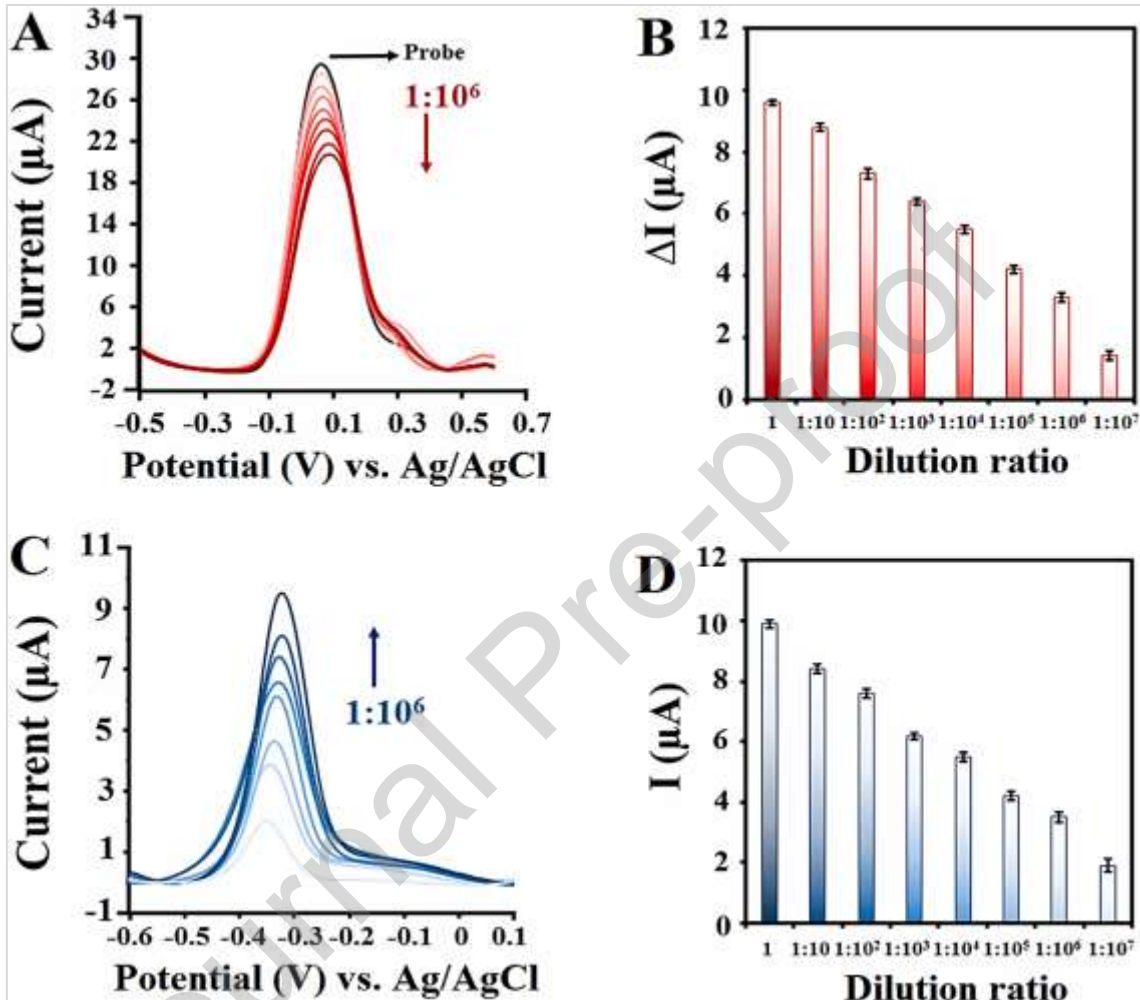 A
34
30
26
22
18
14
10
6
2
-2
Current (µA)
Probe
1:10⁶
-0.5 -0.3 -0.1 0.1 0.3 0.5 0.7
Potential (V) vs. Ag/AgCl
B
12
10
8
6
4
2
0
ΔI (µA)
1 1:10 1:10² 1:10³ 1:10⁴ 1:10⁵ 1:10⁶ 1:10⁷
Dilution ratio
C
11
9
7
5
3
1
-1
Current (µA)
1:10⁶
-0.6 -0.5 -0.4 -0.3 -0.2 -0.1 0 0.1
Potential (V) vs. Ag/AgCl
D
12
10
8
6
4
2
0
I (µA)
1 1:10 1:10² 1:10³ 1:10⁴ 1:10⁵ 1:10⁶ 1:10⁷
Dilution ratio
Journal Pre-proof